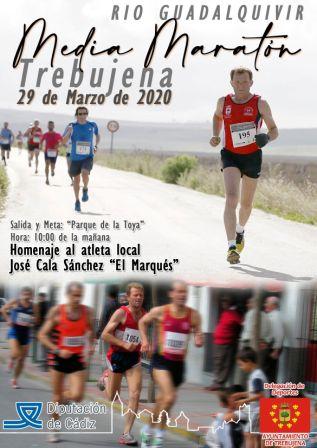 RIO GUADALQUIVIR
Media Maratón
Trebujena
29 de Marzo de 2020
195
Salida y Meta: "Parque de la Toya"
Hora: 10:00 de la mañana
Homenaje al atleta local
José Cala Sánchez "El Marqués"
1054
Diputación
de Cádiz
Delegación de
Deportes
AYUNTAMIENTO
DE TREBUJENA